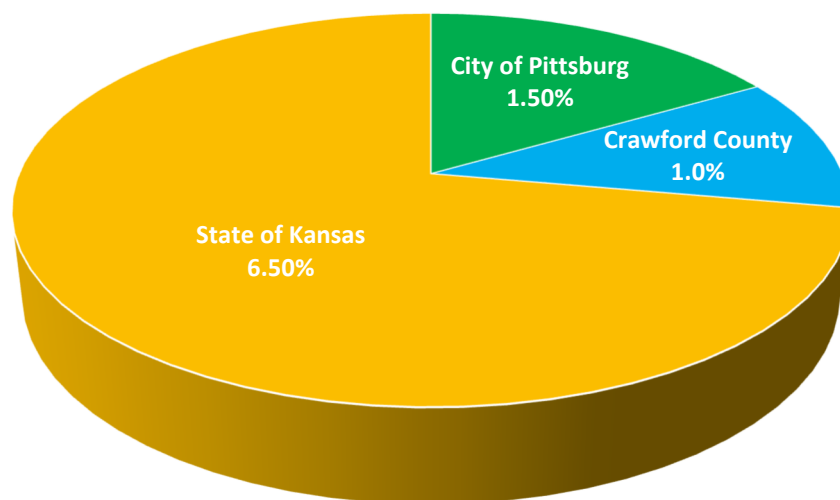 City of Pittsburg
1.50%
Crawford County
1.0%
State of Kansas
6.50%